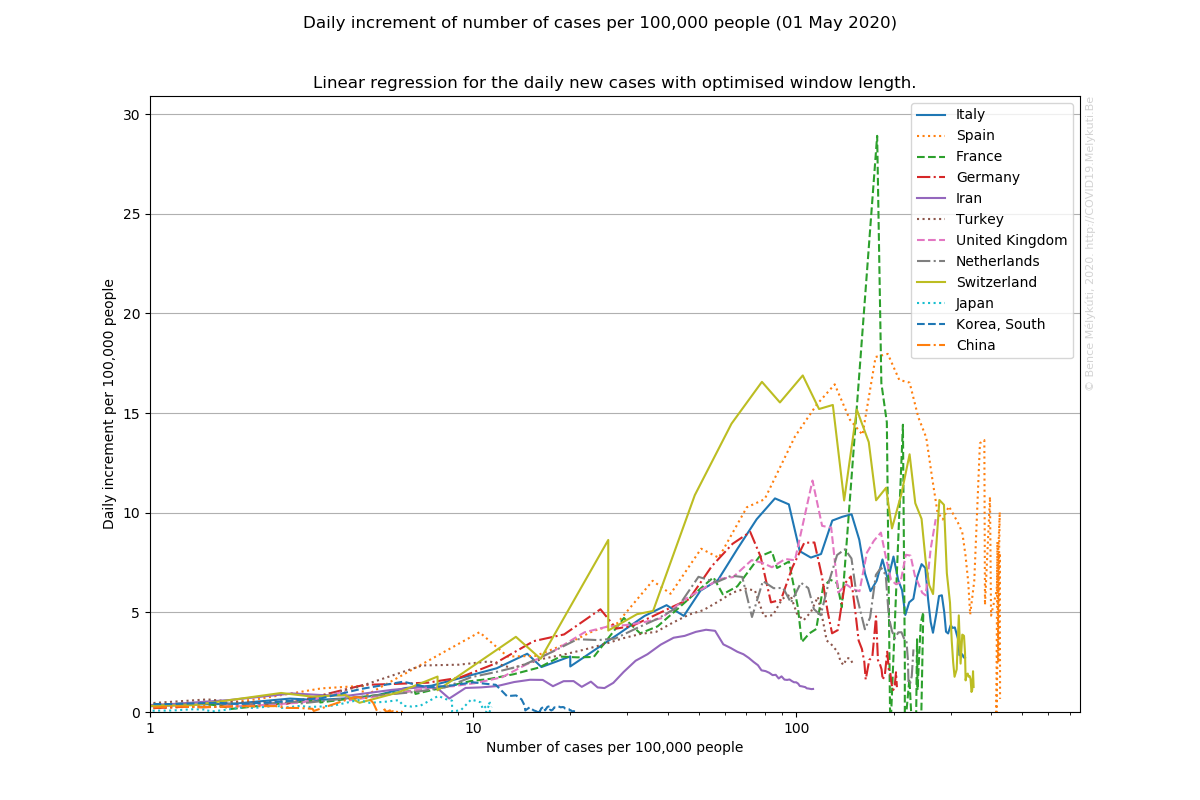 Daily increment of number of cases per 100,000 people (01 May 2020)
Linear regression for the daily new cases with optimised window length.
30
25
20
15
10
5
0
Daily increment per 100,000 people
1
10
100
Number of cases per 100,000 people
Italy
Spain
France
Germany
Iran
Turkey
United Kingdom
Netherlands
Switzerland
Japan
Korea, South
China
© Bence Mélykúti, 2020. http://COVID19.Melykuti.Be